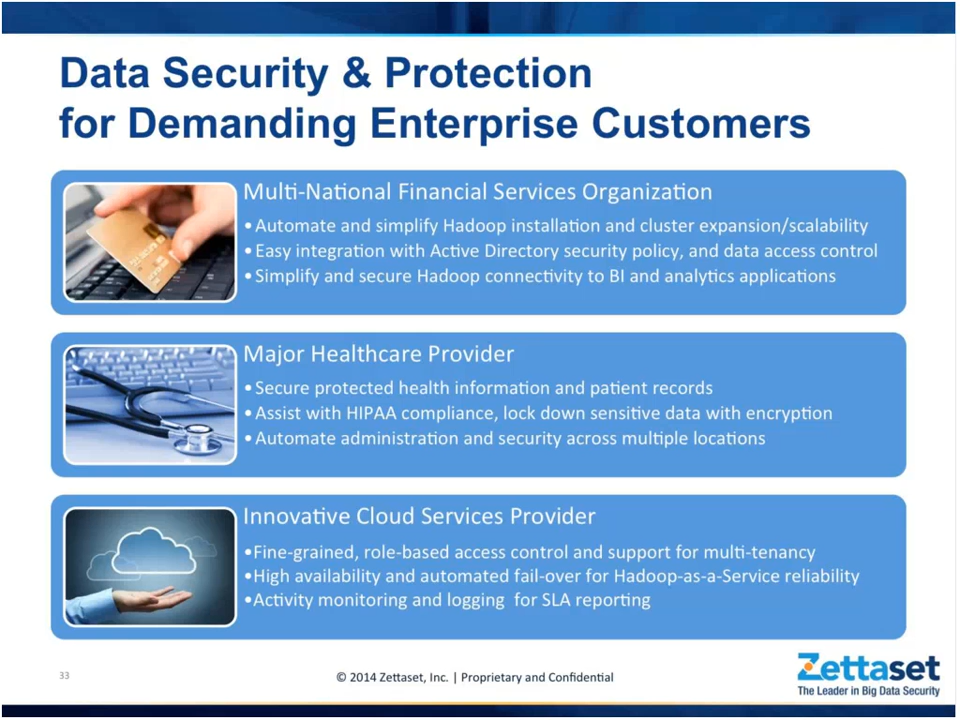 Data Security & Protection
for Demanding Enterprise Customers
Multi-National Financial Services Organization
•Automate and simplify Hadoop installation and cluster expansion/scalability
•Easy integration with Active Directory security policy, and data access control
•Simplify and secure Hadoop connectivity to BI and analytics applications
Major Healthcare Provider
•Secure protected health information and patient records
•Assist with HIPAA compliance, lock down sensitive data with encryption
•Automate administration and security across multiple locations
Innovative Cloud Services Provider
•Fine-grained, role-based access control and support for multi-tenancy
•High availability and automated fail-over for Hadoop-as-a-Service reliability
•Activity monitoring and logging for SLA reporting
33
© 2014 Zettaset, Inc. | Proprietary and Confidential
Zettaset
The Leader in Big Data Security